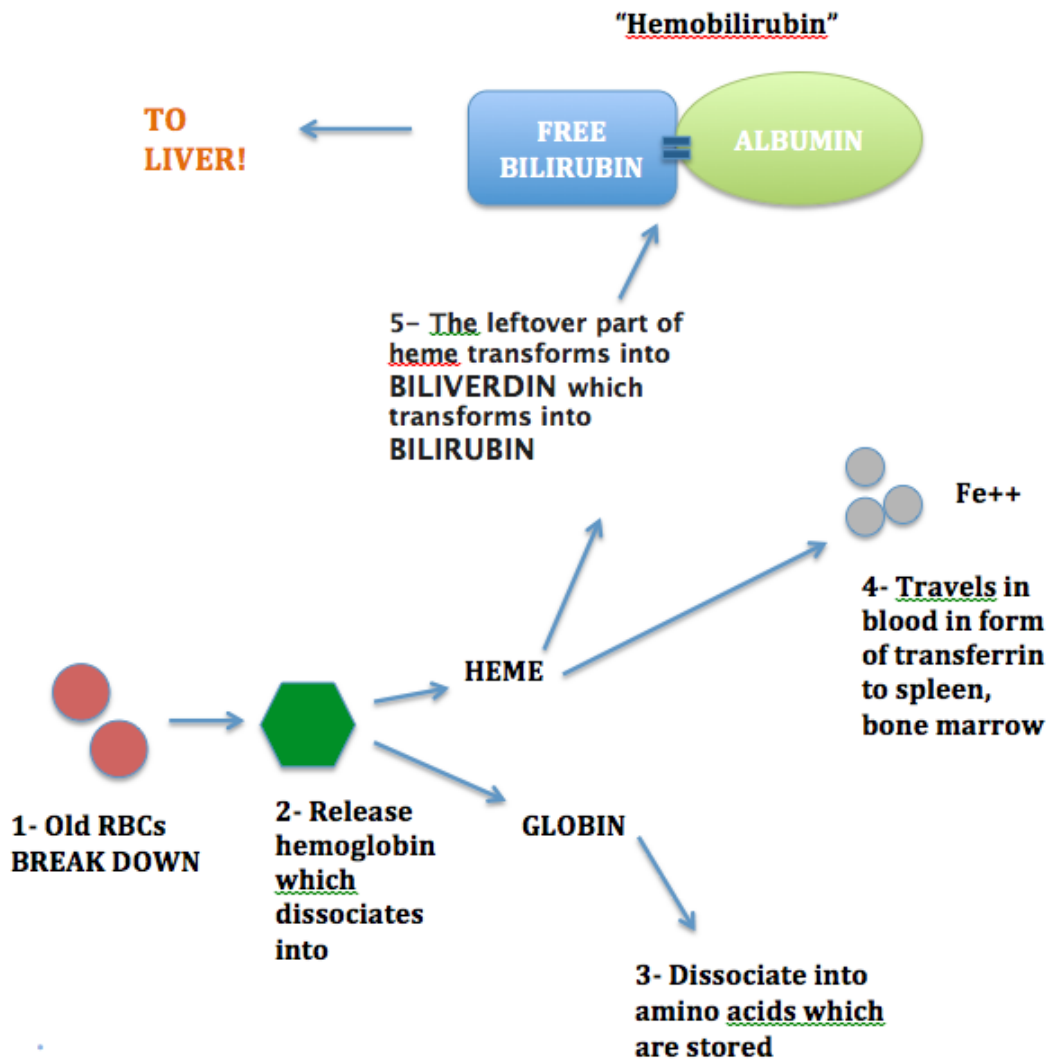 “Hemobilirubin”
TO
LIVER!
FREE
BILIRUBIN
ALBUMIN
5– The leftover part of
heme transforms into
BILIVERDIN which
transforms into
BILIRUBIN
Fe++
4- Travels in
blood in form
of transferrin
to spleen,
bone marrow
HEME
1- Old RBCs
BREAK DOWN
2- Release
hemoglobin
which
dissociates
into
GLOBIN
3- Dissociate into
amino acids which
are stored